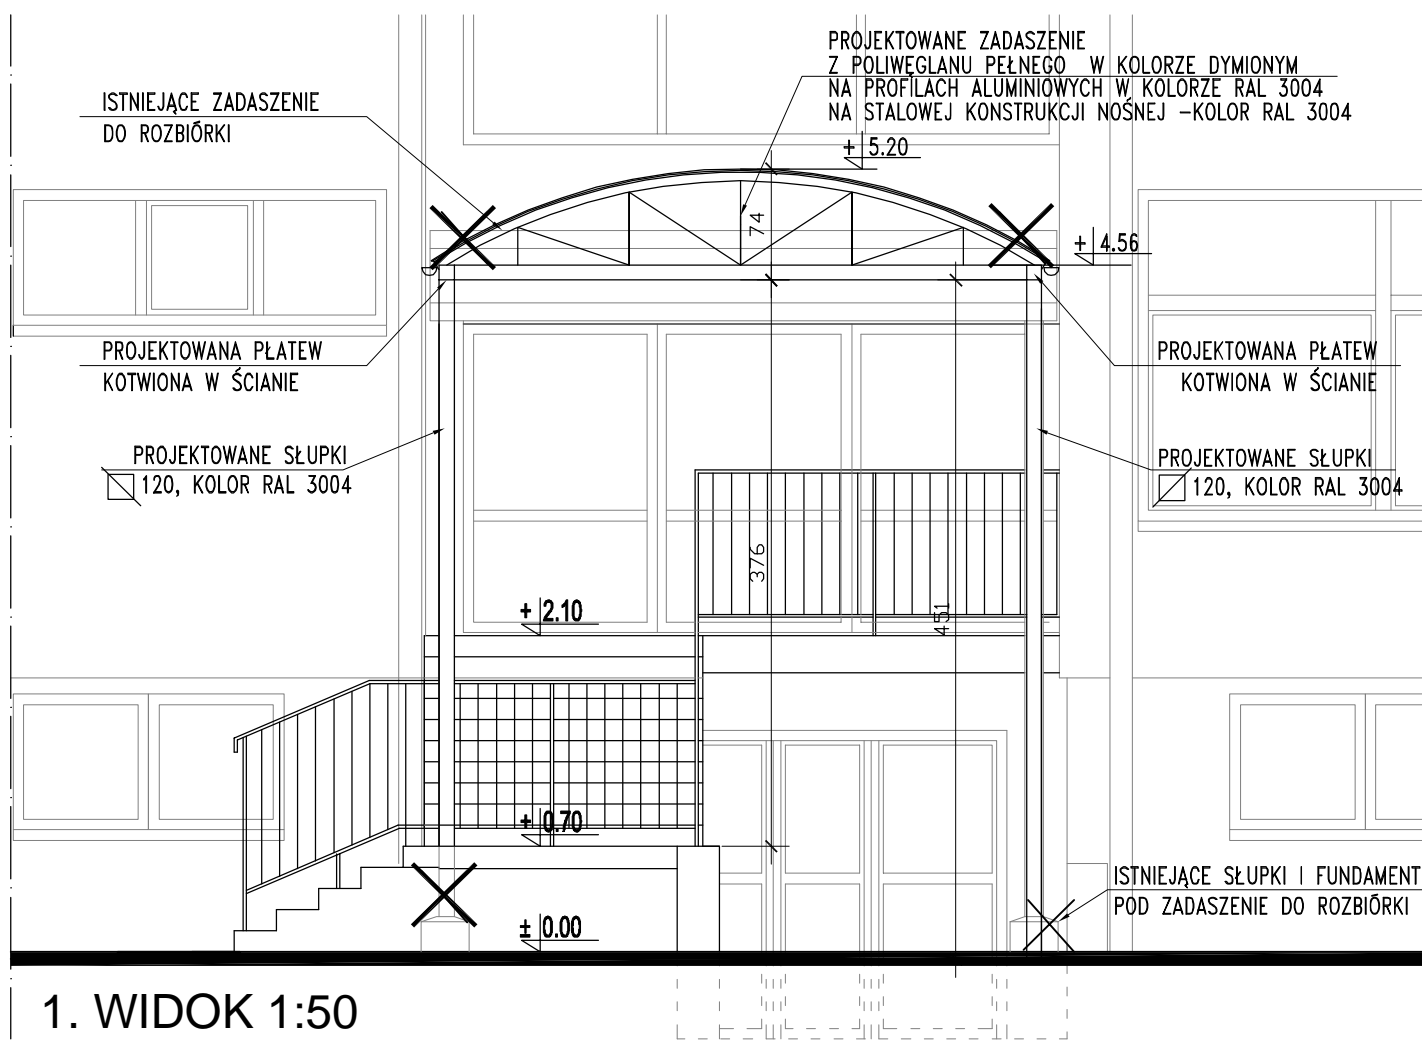 PROJEKTOWANE ZADASZENIE
Z POLIWĘGLANU PEŁNEGO W KOLORZE DYMIONYM
NA PROFILACH ALUMINIOWYCH W KOLORZE RAL 3004
NA STALOWEJ KONSTRUKCJI NOŚNEJ -KOLOR RAL 3004
ISTNIEJĄCE ZADASZENIE
DO ROZBIÓRKI
+ 5.20
74
+ 4.56
PROJEKTOWANA PŁATEW
KOTWIONA W ŚCIANIE
PROJEKTOWANA PŁATEW
KOTWIONA W ŚCIANIE
PROJEKTOWANE SŁUPKI
120, KOLOR RAL 3004
PROJEKTOWANE SŁUPKI
120, KOLOR RAL 3004
376
451
+ 2.10
+ 0.70
ISTNIEJĄCE SŁUPKI I FUNDAMENT
POD ZADASZENIE DO ROZBIÓRKI
± 0.00
1. WIDOK 1:50